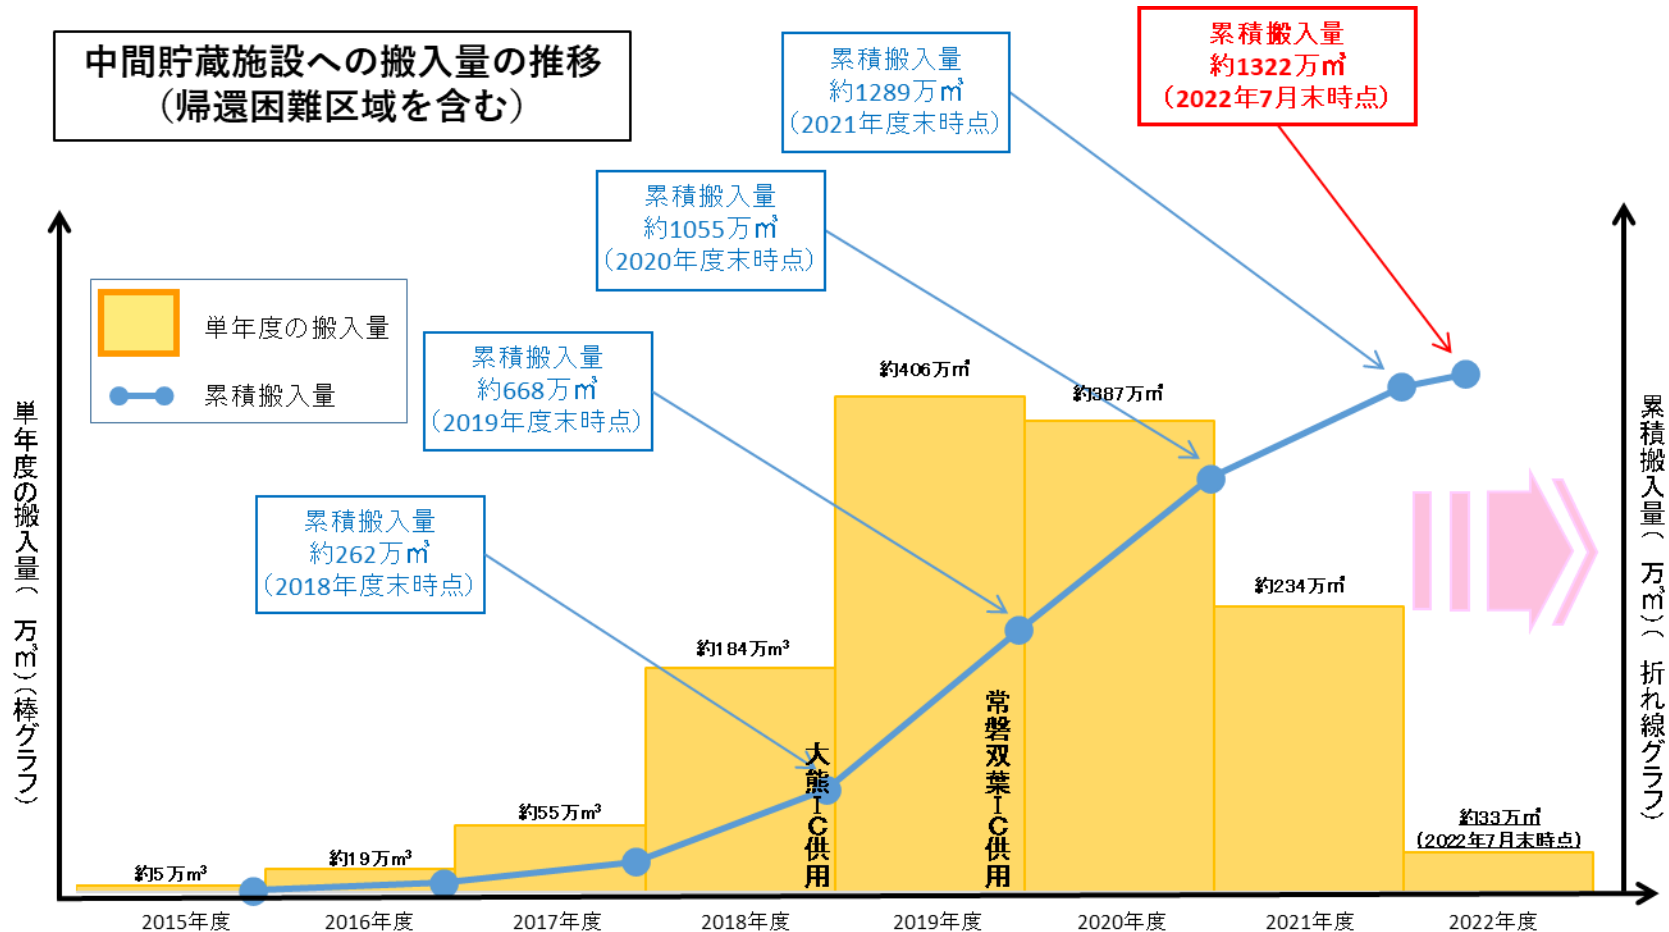 中間貯蔵施設への搬入量の推移
（帰還困難区域を含む）
累積搬入量
約1289万㎥
（2021年度末時点）
累積搬入量
約1322万㎥
（2022年7月末時点）
累積搬入量
約1055万㎥
（2020年度末時点）
単年度の搬入量
累積搬入量
累積搬入量
約668万㎥
（2019年度末時点）
累積搬入量
約262万㎥
（2018年度末時点）
単年度の搬入量（万㎥）（棒グラフ）
累積搬入量（万㎥）（折れ線グラフ）
約5万m³
約19万m³
約55万m³
約184万m³
約406万㎥
約387万㎥
約234万㎥
約33万㎥
（2022年7月末時点）
大熊IC供用
常磐双葉IC供用
2015年度
2016年度
2017年度
2018年度
2019年度
2020年度
2021年度
2022年度